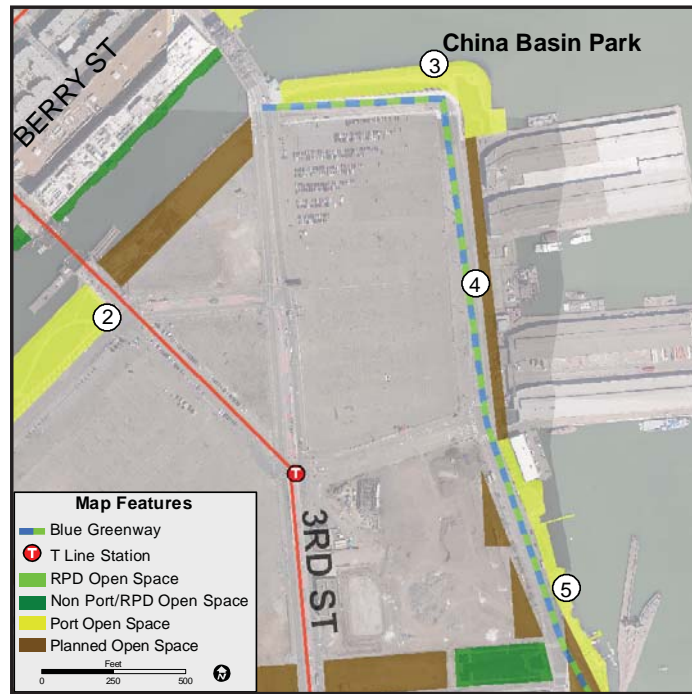 China Basin Park
3
BERRY ST
4
2
T
3RD ST
5
Map Features
Blue Greenway
T T Line Station
RPD Open Space
Non Port/RPD Open Space
Port Open Space
Planned Open Space
Feet
0 250 500
N